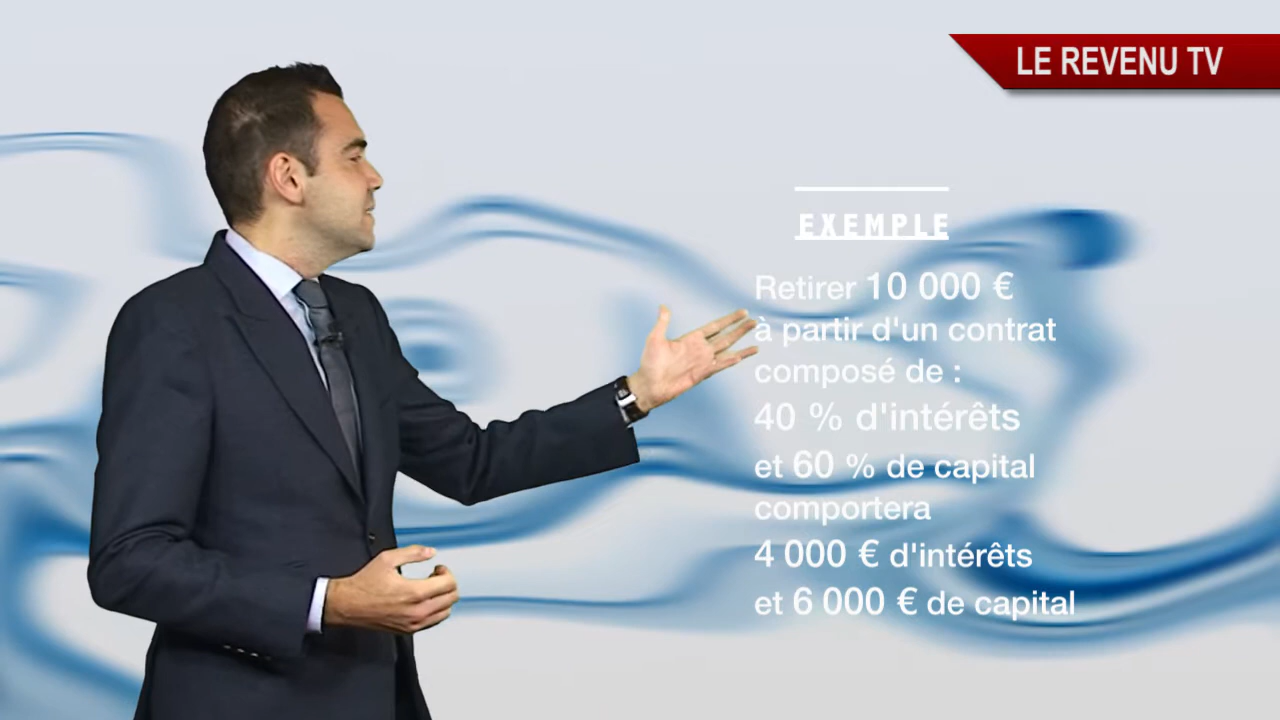 LE REVENU TV
EXEMPLE
Retirer 10 000 €
à partir d'un contrat
composé de :
40 % d'intérêts
et 60 % de capital
comportera
4 000 € d'intérêts
et 6 000 € de capital